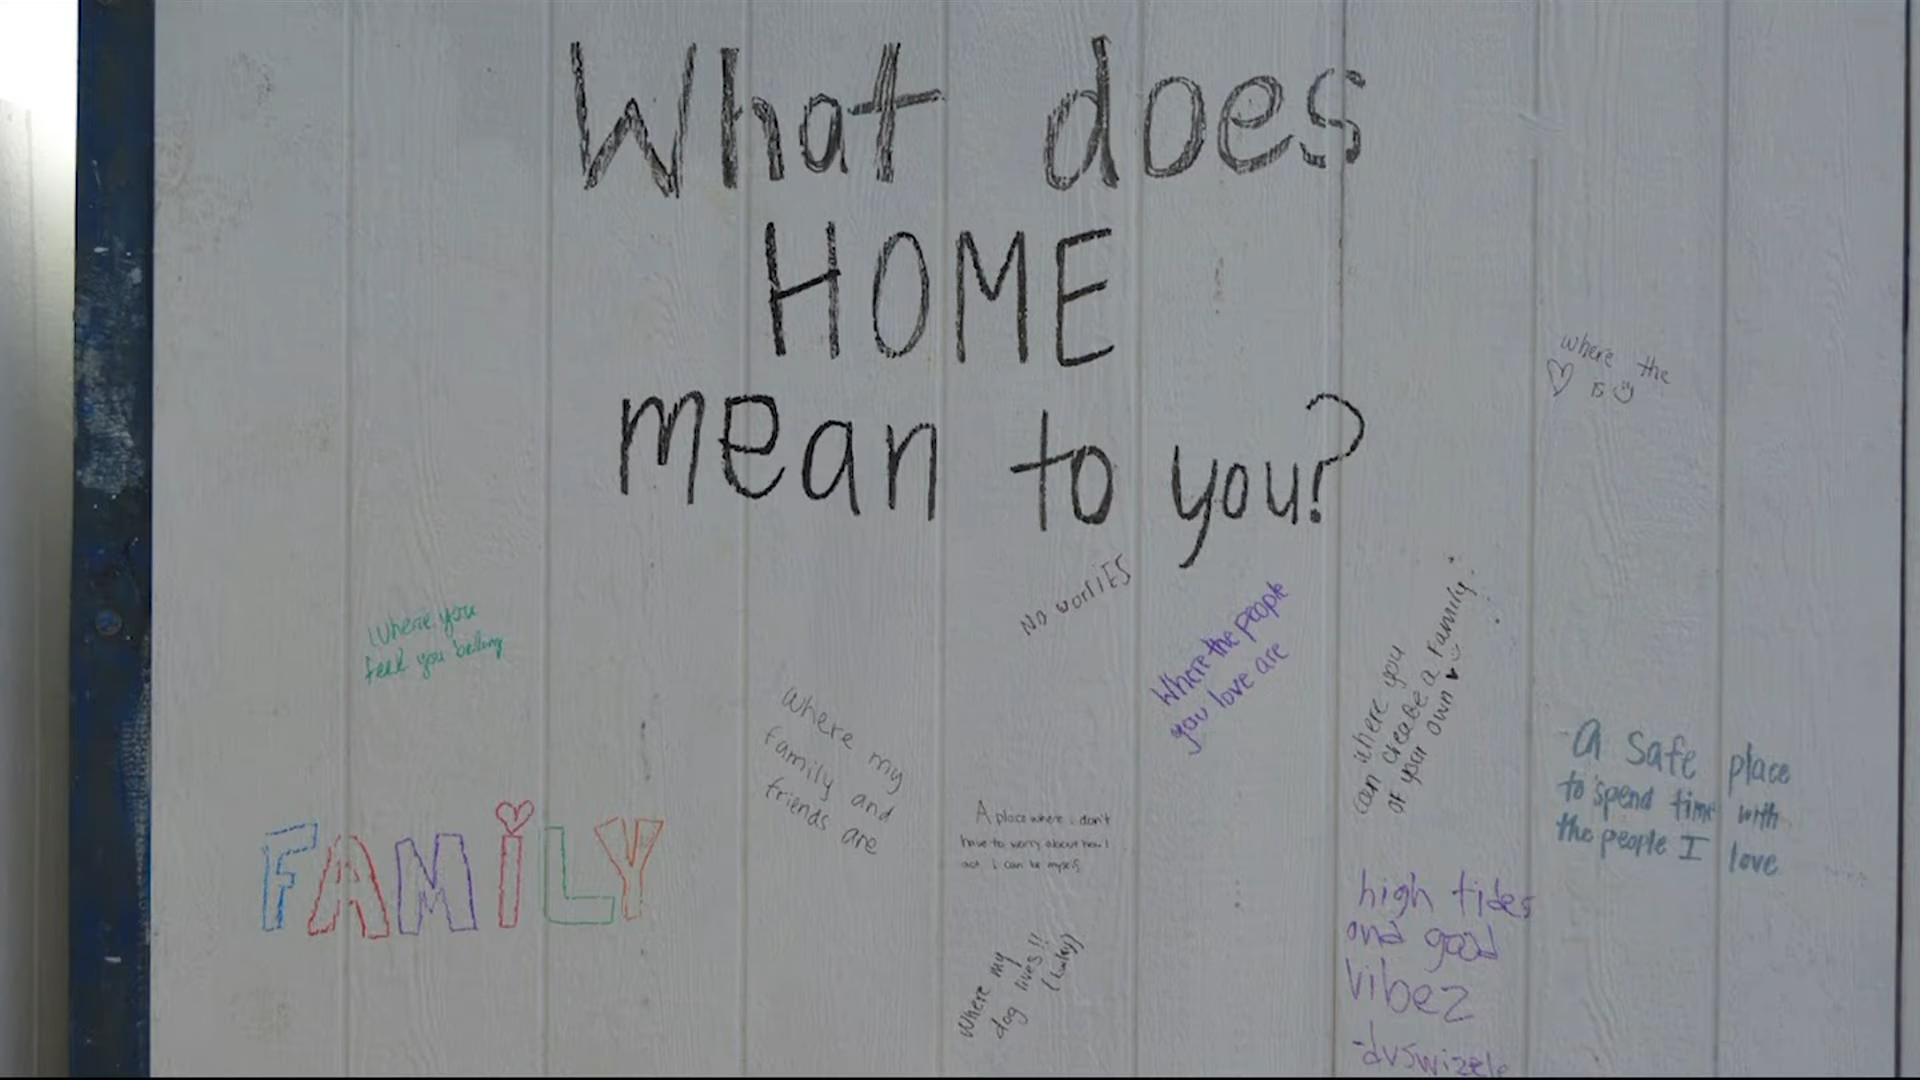 What does
HOME
mean to you?
where the
♡ is
No worries
Where you
feel you belong
Where the people
you love are
where you
can create a family
of your own
where my
family and
friends are
A safe place
to spend time with
the people I love
A place where i don't
have to worry about how I
act i can be myself
FAMiLY
high tides
and good
vibez
Where my
dog lives!!